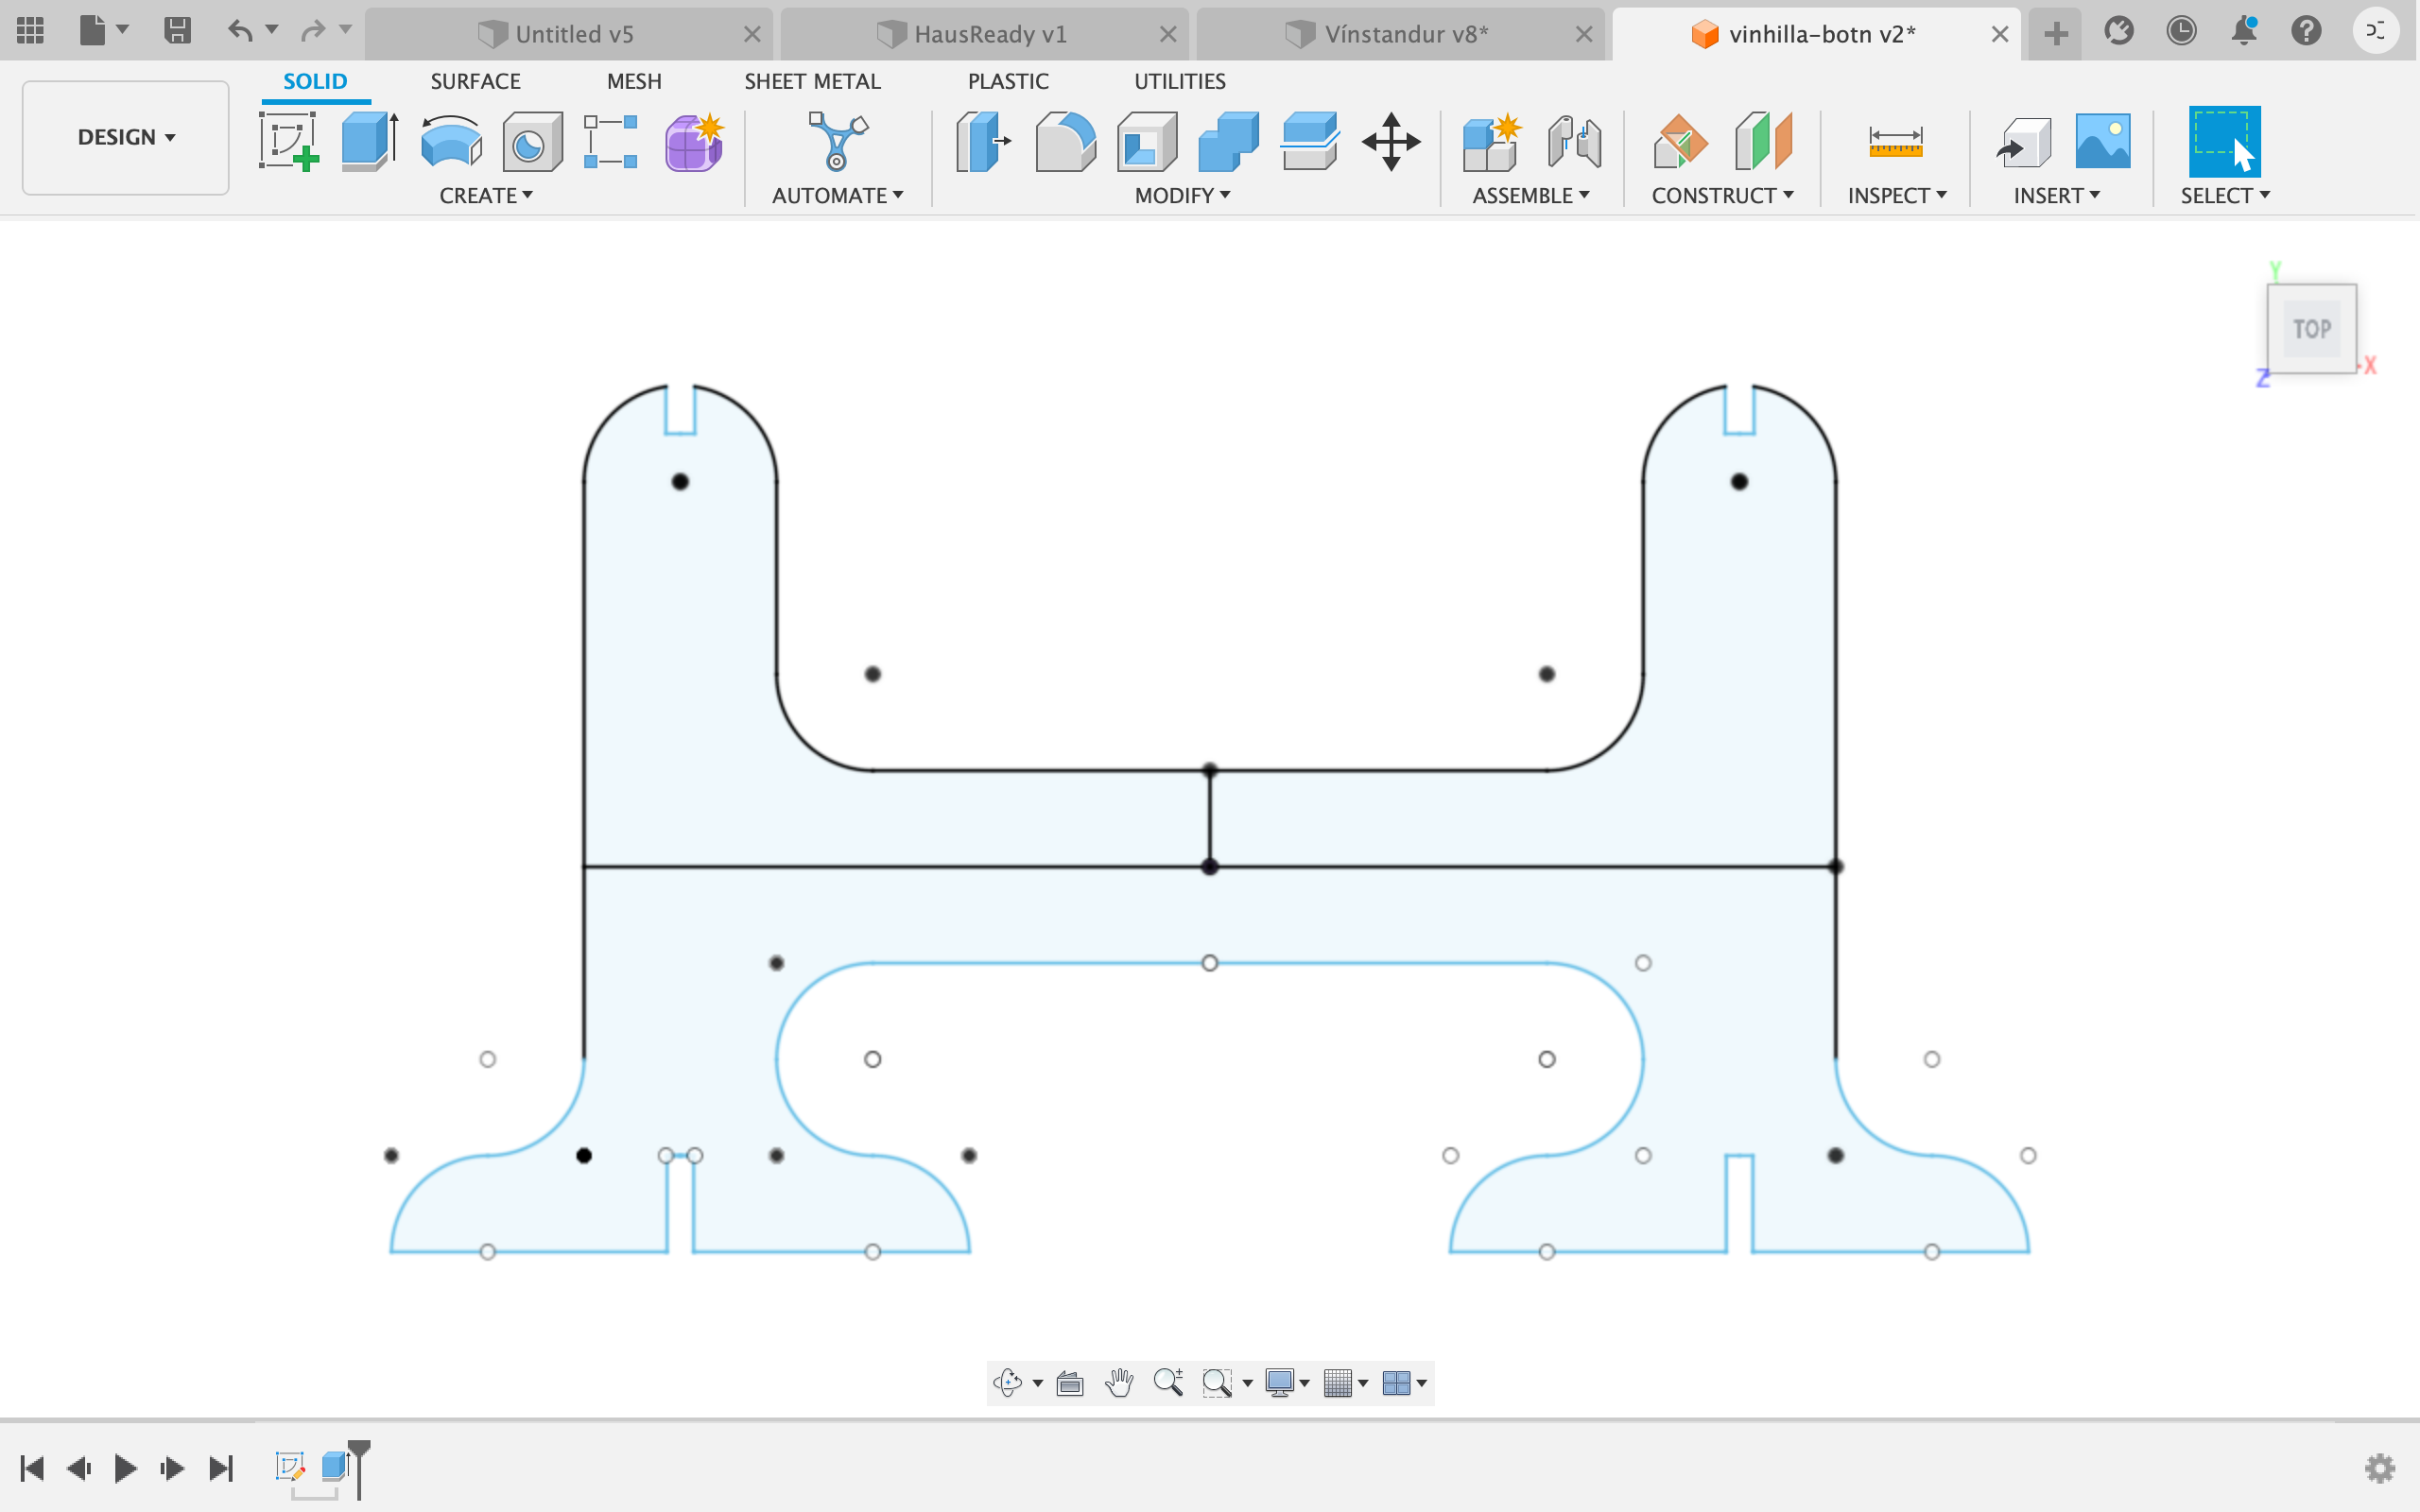 Untitled v5
HausReady v1
Vínstandur v8*
vinhilla-botn v2*
SOLID
SURFACE
MESH
SHEET METAL
PLASTIC
UTILITIES
DESIGN
CREATE
AUTOMATE
MODIFY
ASSEMBLE
CONSTRUCT
INSPECT
INSERT
SELECT
Y
TOP
X
Z